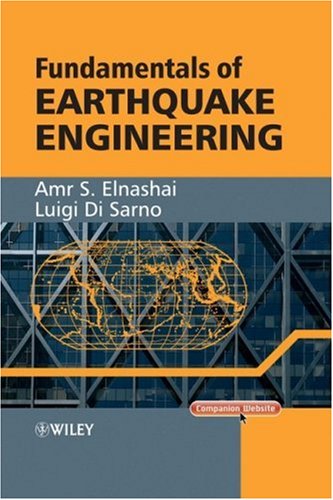 Fundamentals of
EARTHQUAKE
ENGINEERING
Amr S. Elnashai
Luigi Di Sarno
Companion Website
WILEY